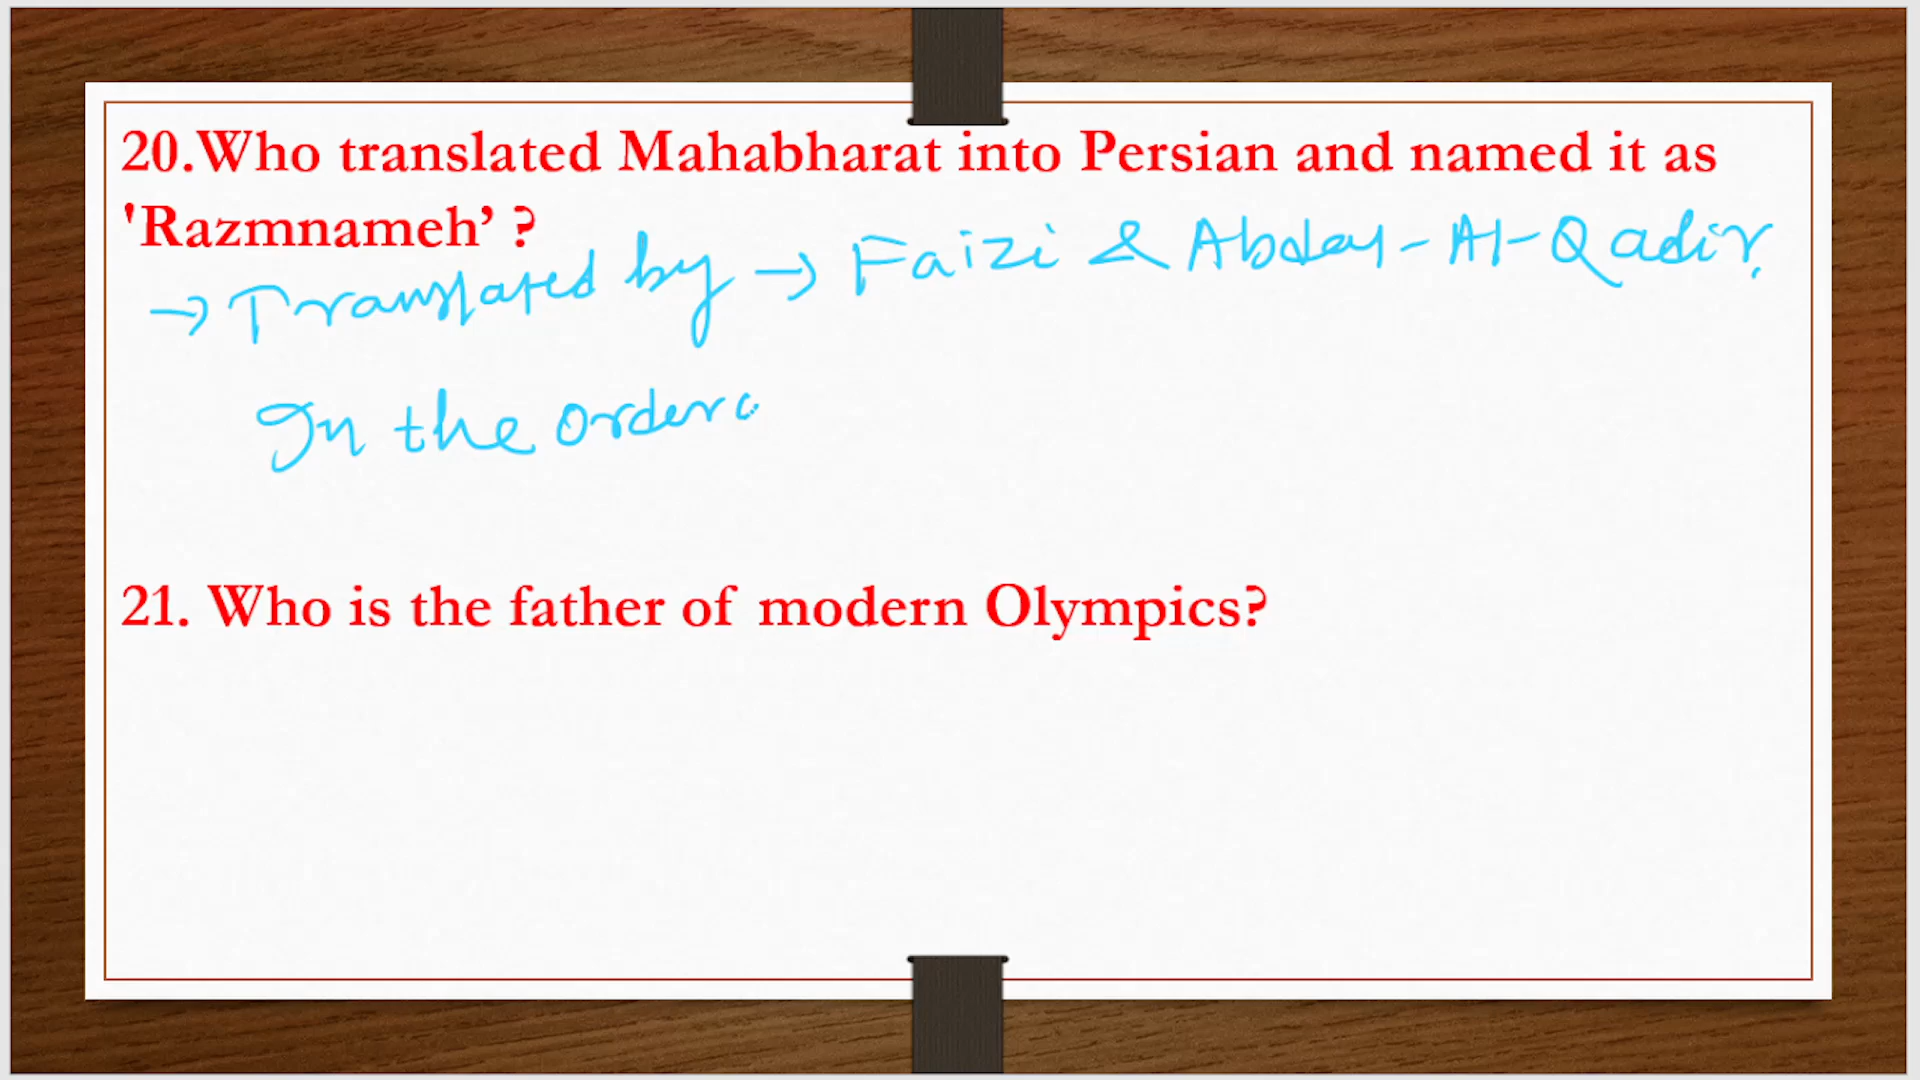 20.Who translated Mahabharat into Persian and named it as
'Razmnameh’ ?
→ Translated by → Faizi & Abdul-Al-Qadir.
In the order o
21. Who is the father of modern Olympics?